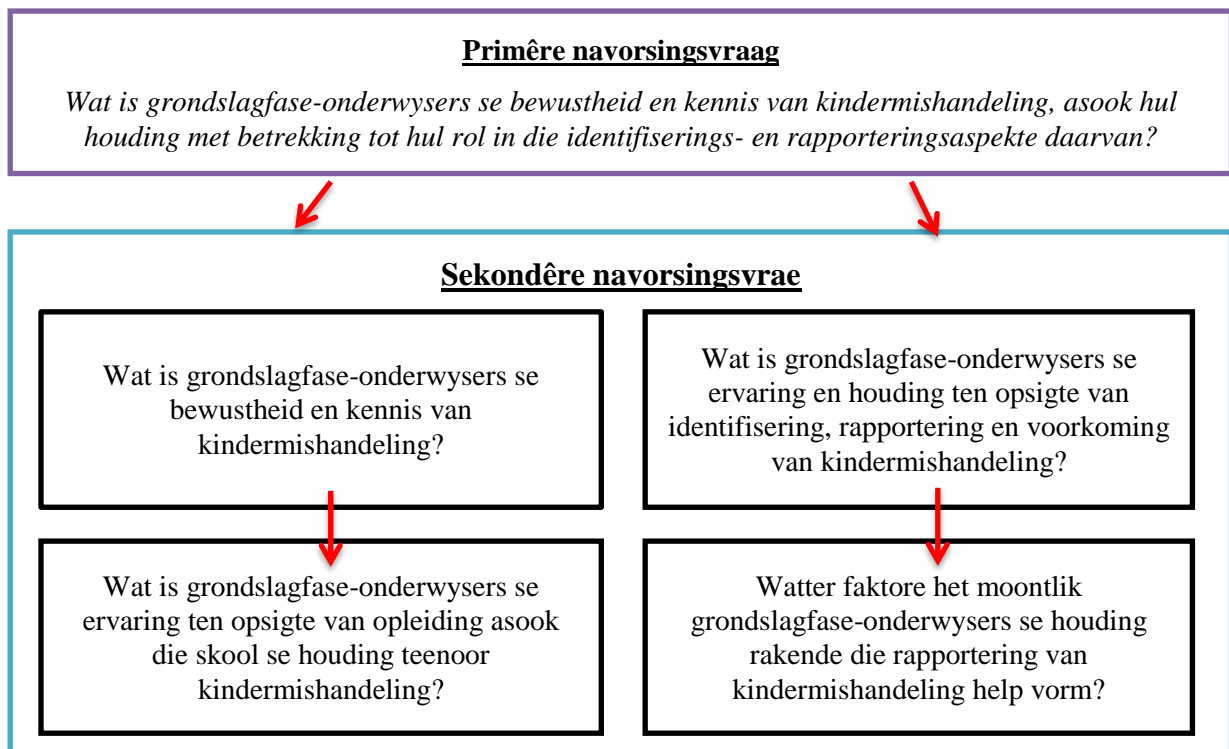 Primêre navorsingsvraag
Wat is grondslagfase-onderwysers se bewustheid en kennis van kindermishandeling, asook hul
houding met betrekking tot hul rol in die identifiserings- en rapporteringsaspekte daarvan?
Sekondêre navorsingsvrae
Wat is grondslagfase-onderwysers se
bewustheid en kennis van
kindermishandeling?
Wat is grondslagfase-onderwysers se
ervaring en houding ten opsigte van
identifisering, rapportering en voorkoming
van kindermishandeling?
Wat is grondslagfase-onderwysers se
ervaring ten opsigte van opleiding asook
die skool se houding teenoor
kindermishandeling?
Watter faktore het moontlik
grondslagfase-onderwysers se houding
rakende die rapportering van
kindermishandeling help vorm?